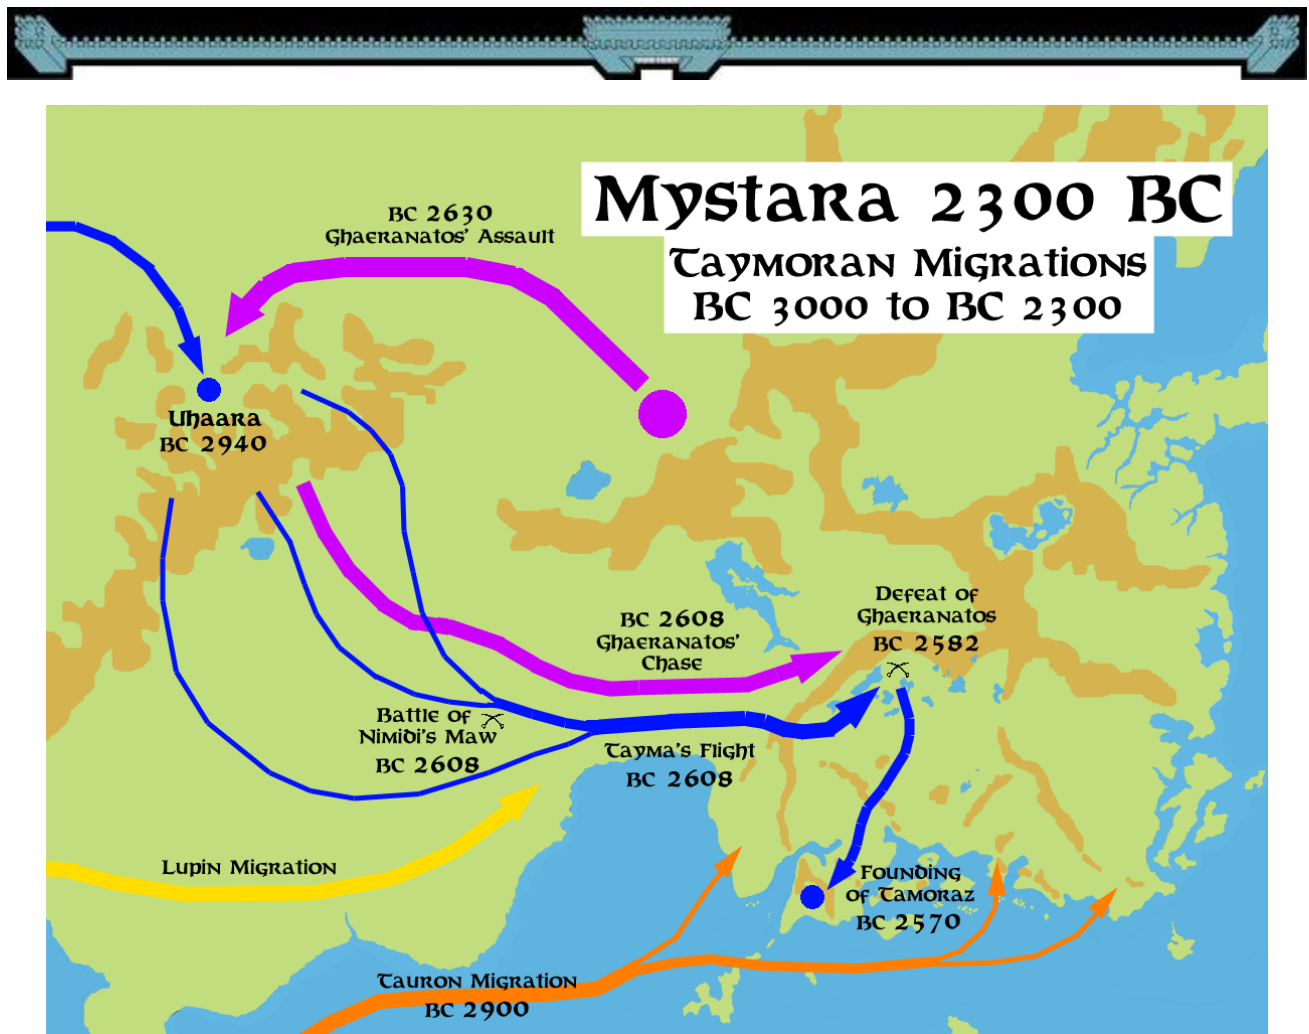 Mystara 2300 BC
Taymoran Migrations
BC 3000 to BC 2300
BC 2630
Ghaeranatos' Assault
Uhaara
BC 2940
Defeat of
Ghaeranatos
BC 2582
BC 2608
Ghaeranatos'
Chase
Battle of
Nimidi's Maw
BC 2608
Tayma's Flight
BC 2608
Lupin Migration
Founding
of Tamoraz
BC 2570
Tauron Migration
BC 2900